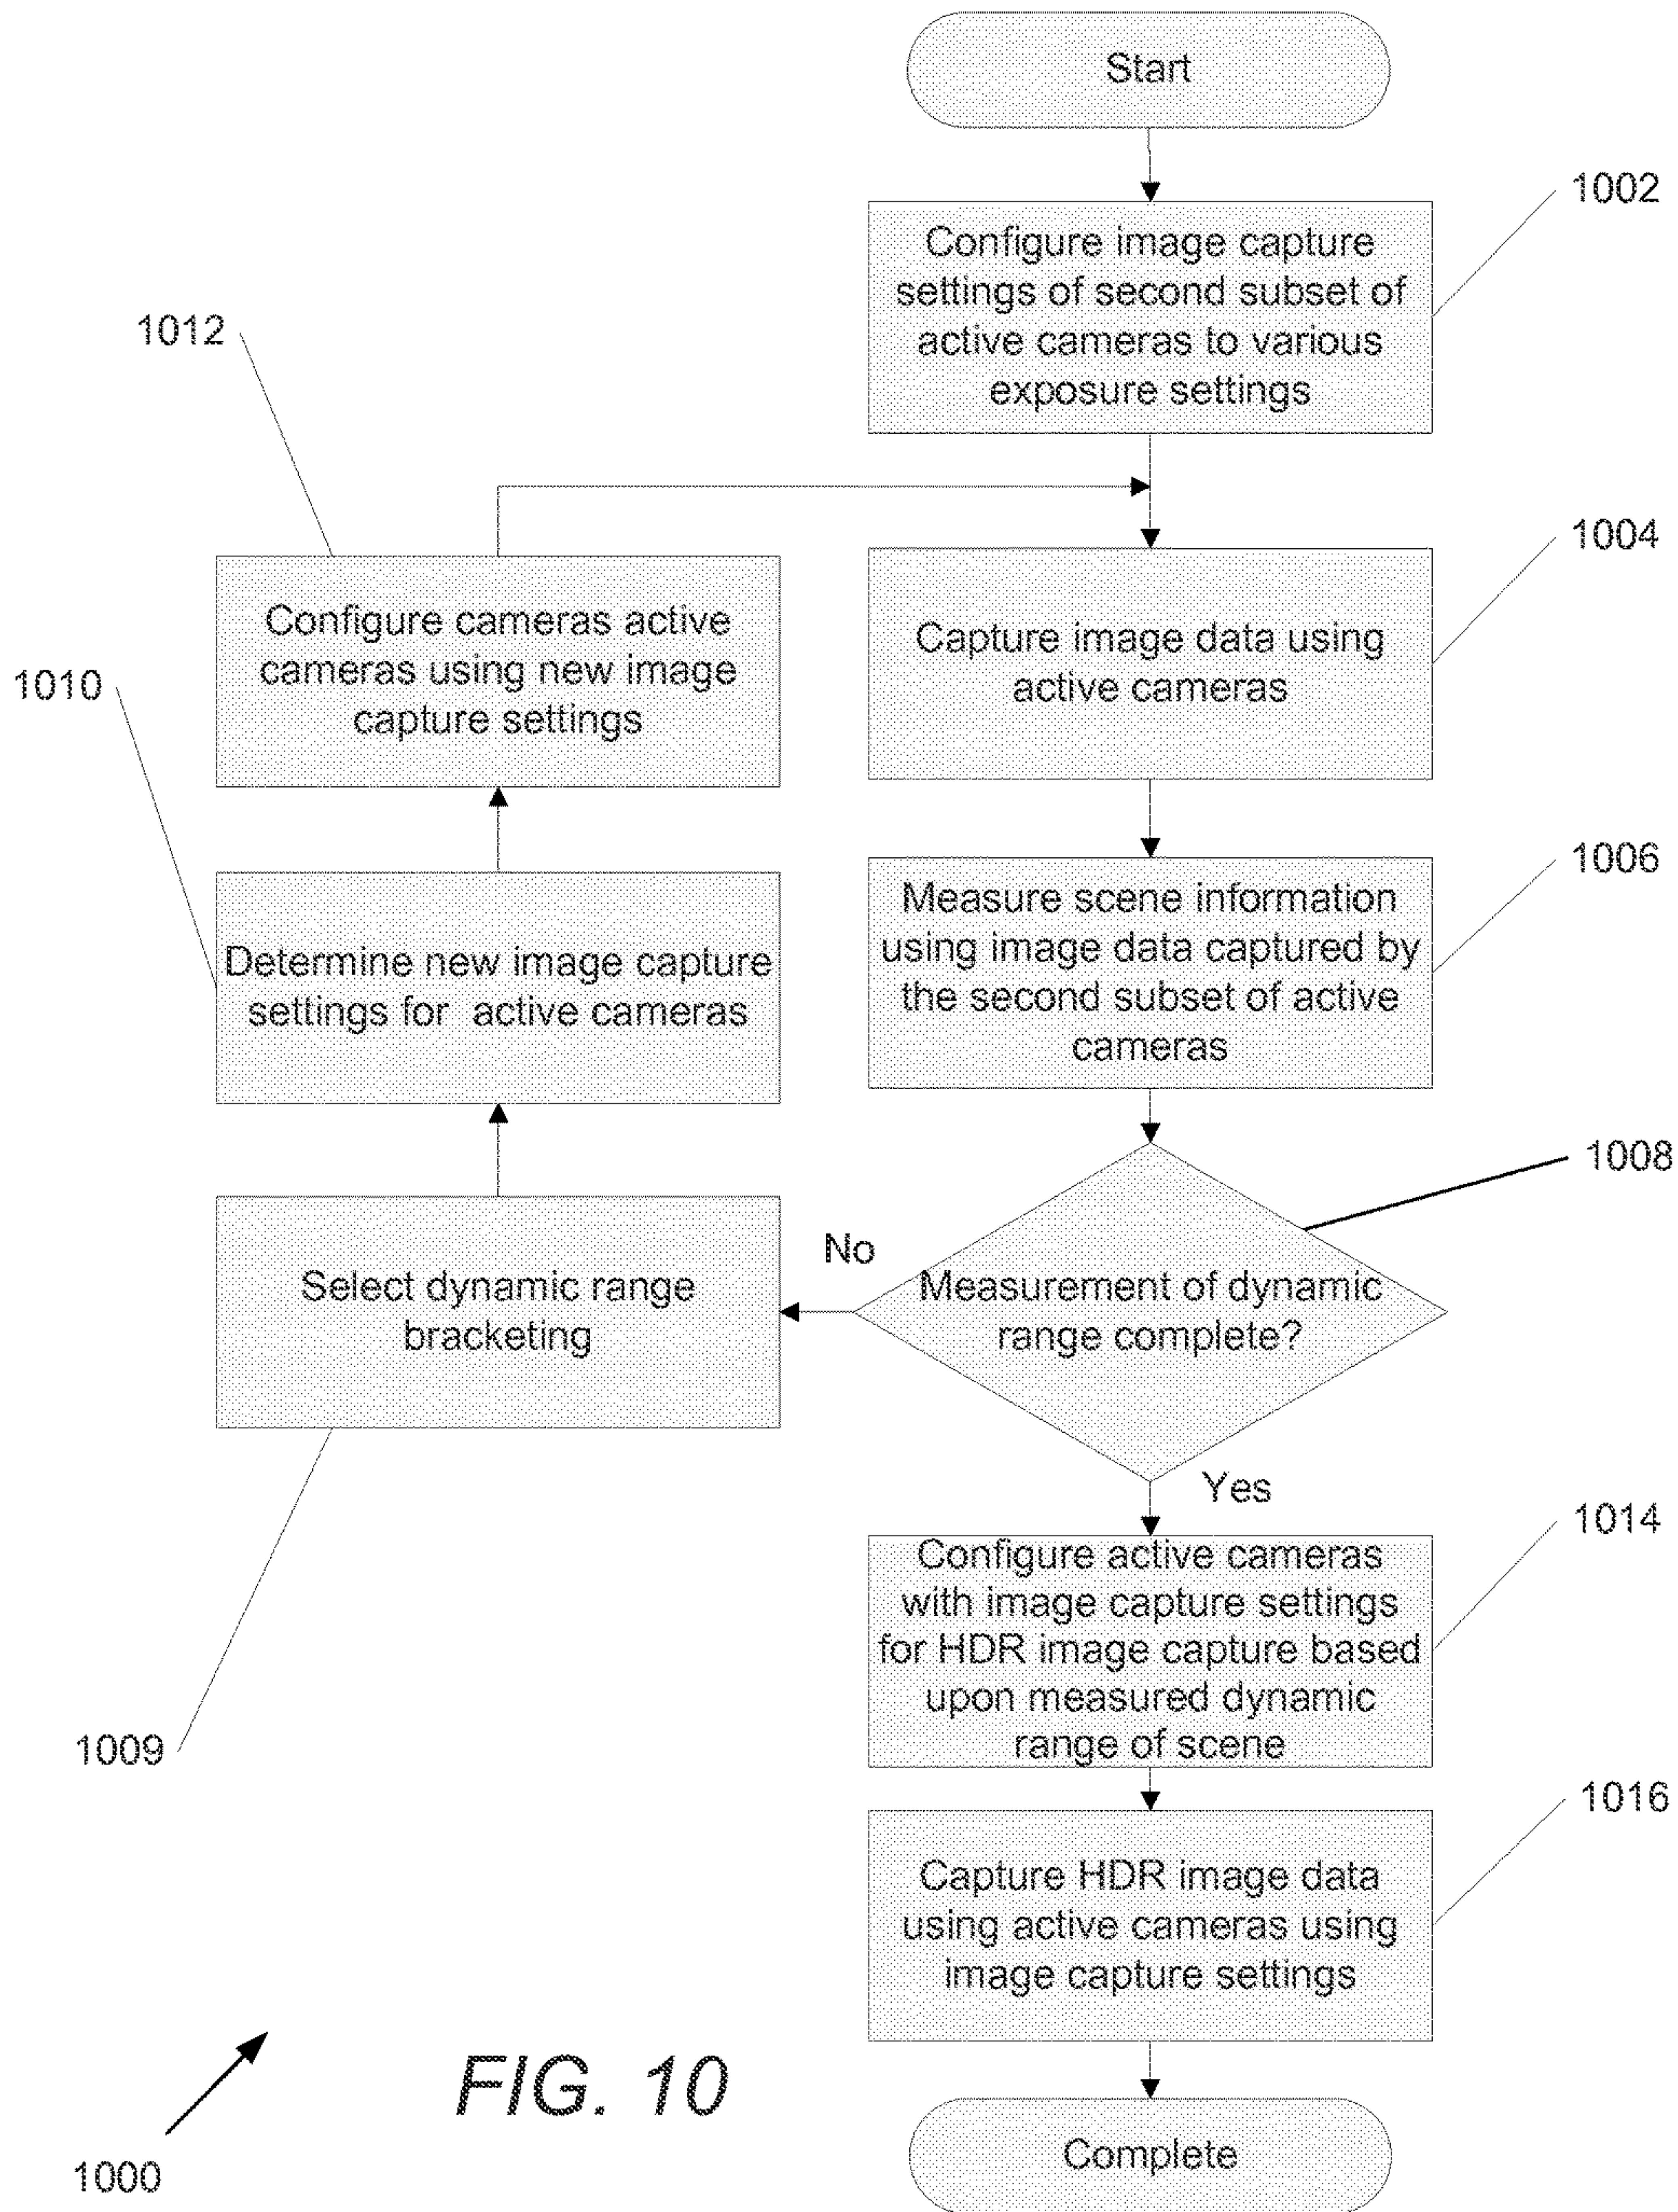 Start
1002
Configure image capture
settings of second subset of
active cameras to various
exposure settings
1012
1004
Configure cameras active
cameras using new image
capture settings
Capture image data using
active cameras
1010
1006
Determine new image capture
settings for active cameras
Measure scene information
using image data captured by
the second subset of active
cameras
1008
No
Select dynamic range
bracketing
Measurement of dynamic
range complete?
Yes
1009
1014
Configure active cameras
with image capture settings
for HDR image capture based
upon measured dynamic
range of scene
1016
Capture HDR image data
using active cameras using
image capture settings
FIG. 10
1000
Complete